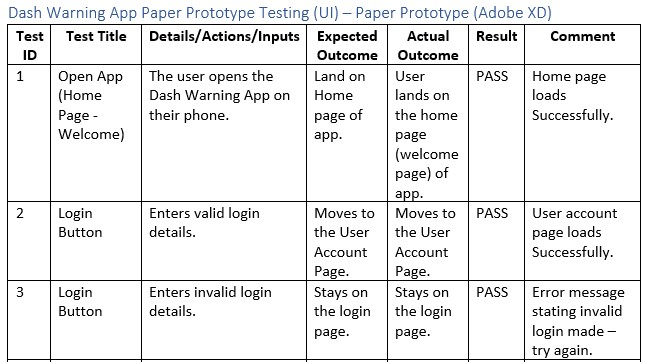 Dash Warning App Paper Prototype Testing (UI) – Paper Prototype (Adobe XD)
Test ID | Test Title | Details/Actions/Inputs | Expected Outcome | Actual Outcome | Result | Comment
1 | Open App (Home Page - Welcome) | The user opens the Dash Warning App on their phone. | Land on Home page of app. | User lands on the home page (welcome page) of app. | PASS | Home page loads Successfully.
2 | Login Button | Enters valid login details. | Moves to the User Account Page. | Moves to the User Account Page. | PASS | User account page loads Successfully.
3 | Login Button | Enters invalid login details. | Stays on the login page. | Stays on the login page. | PASS | Error message stating invalid login made – try again.